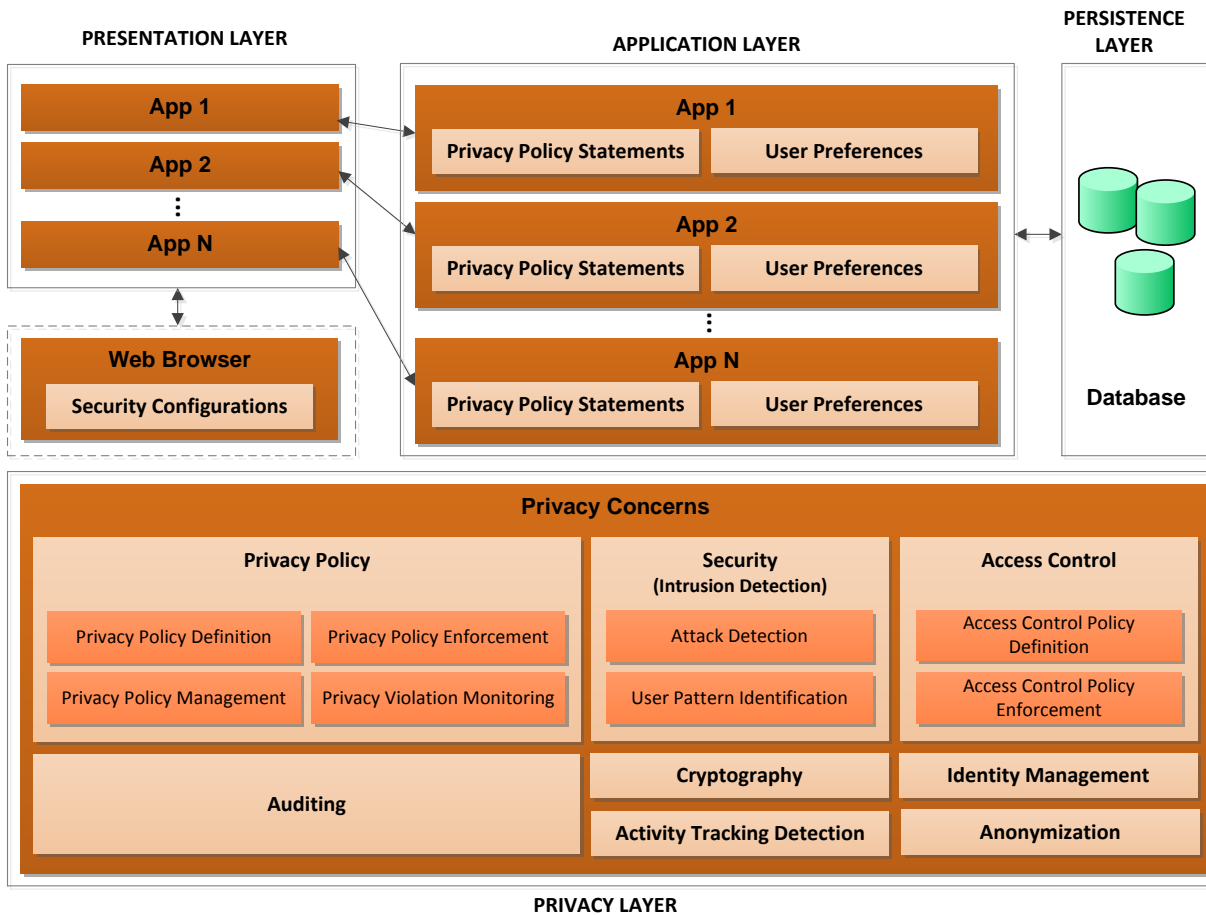 PRESENTATION LAYER
App 1
App 2
⋮
App N
Web Browser
Security Configurations
APPLICATION LAYER
App 1
Privacy Policy Statements
User Preferences
App 2
Privacy Policy Statements
User Preferences
⋮
App N
Privacy Policy Statements
User Preferences
PERSISTENCE
LAYER
Database
Privacy Concerns
Privacy Policy
Privacy Policy Definition
Privacy Policy Enforcement
Privacy Policy Management
Privacy Violation Monitoring
Security
(Intrusion Detection)
Attack Detection
User Pattern Identification
Access Control
Access Control Policy
Definition
Access Control Policy
Enforcement
Auditing
Cryptography
Identity Management
Activity Tracking Detection
Anonymization
PRIVACY LAYER